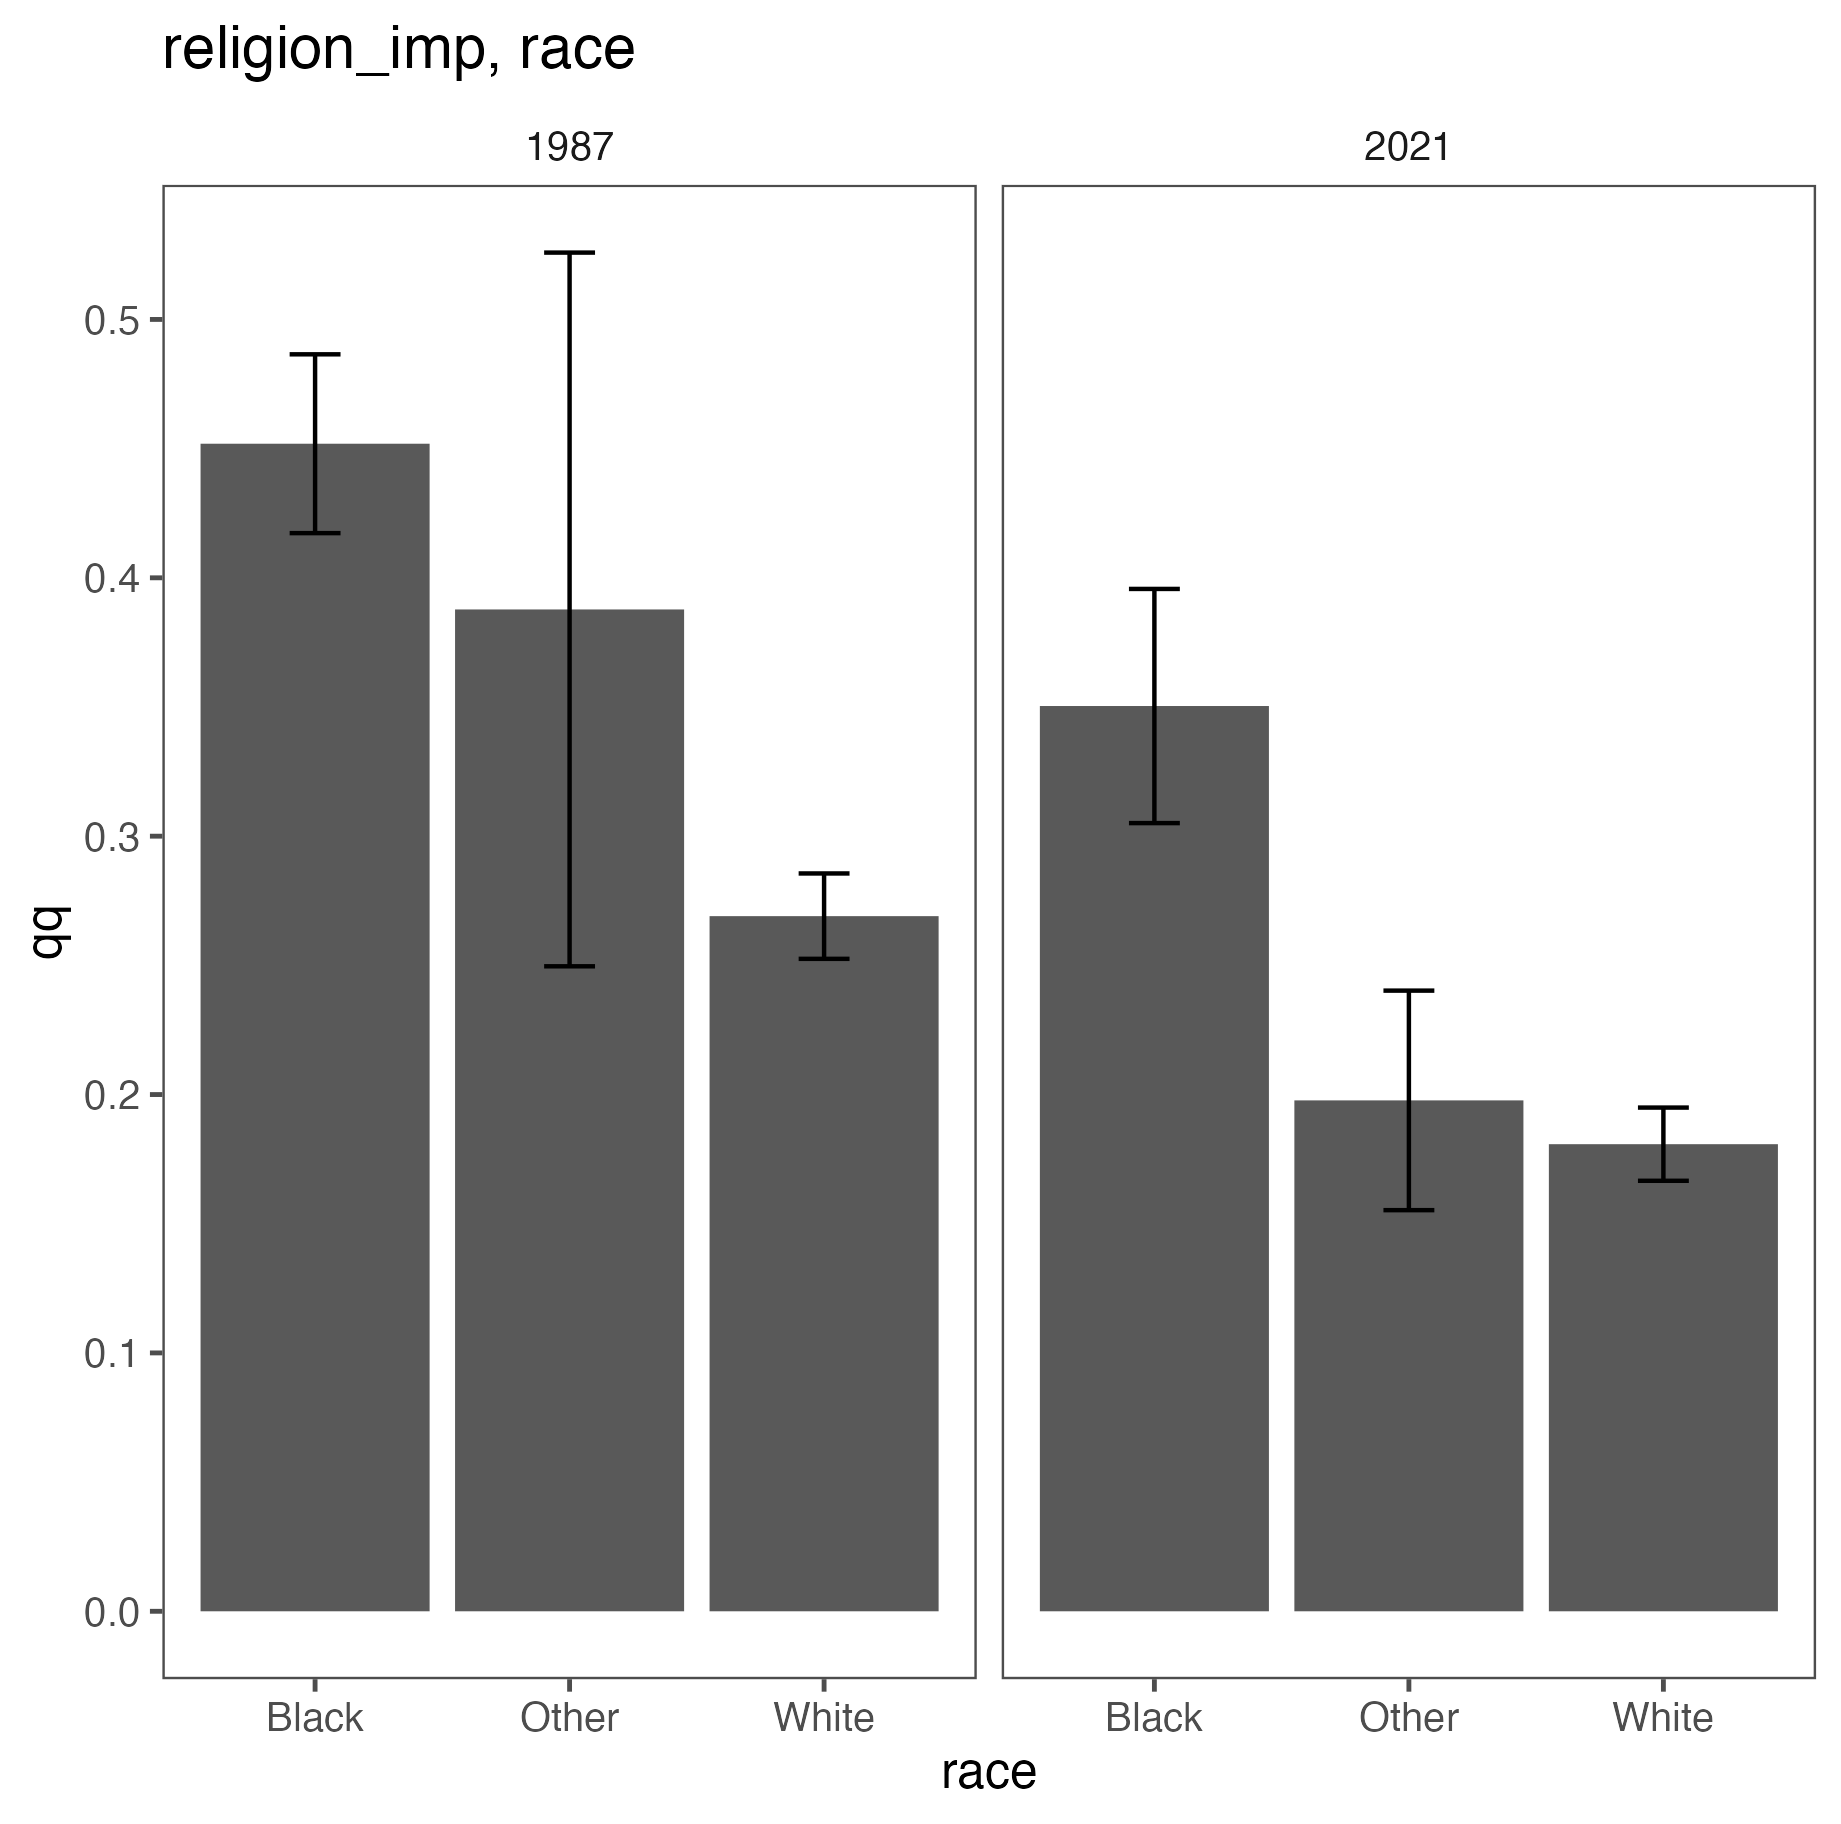 religion_imp, race
1987
2021
qq
0.5
0.4
0.3
0.2
0.1
0.0
Black Other White
Black Other White
race